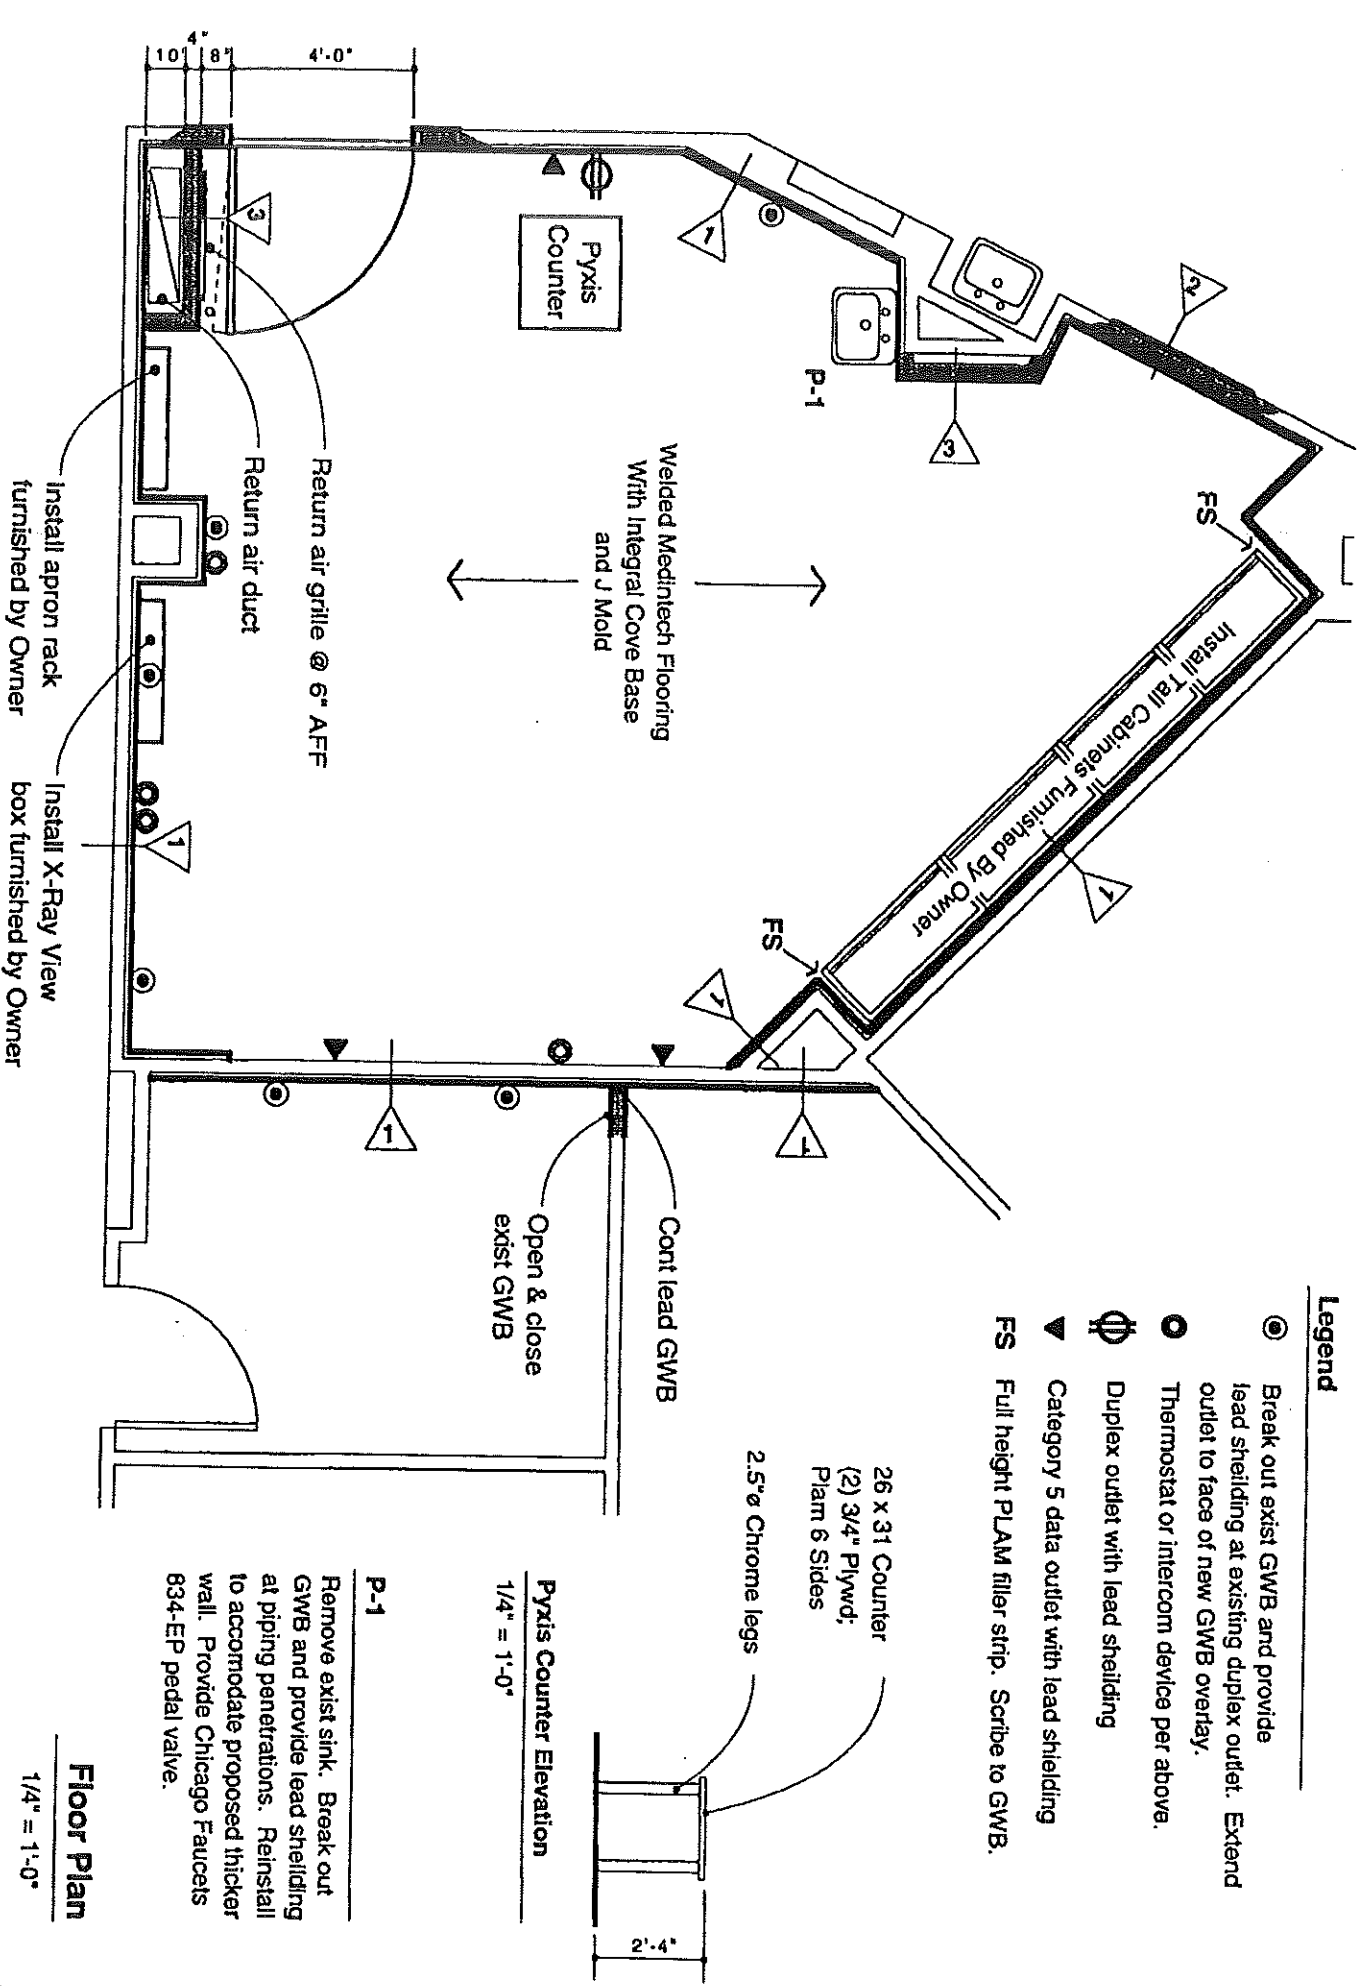 Legend
Break out exist GWB and provide
lead sheilding at existing duplex outlet. Extend
outlet to face of new GWB overlay.
Thermostat or intercom device per above.
Duplex outlet with lead sheilding
Category 5 data outlet with lead shielding
FS Full height PLAM filler strip. Scribe to GWB.
26 x 31 Counter
(2) 3/4" Plywd;
Plam 6 Sides
2.5"ø Chrome legs
2'-4"
Pyxis Counter Elevation
1/4" = 1'-0"
P-1
Remove exist sink. Break out
GWB and provide lead sheilding
at piping penetrations. Reinstall
to accomodate proposed thicker
wall. Provide Chicago Faucets
834-EP pedal valve.
Floor Plan
1/4" = 1'-0"
2
1
3
P-1
FS
Install Tall Cabinets Furnished By Owner
1
FS
1
1
Pyxis
Counter
Welded Medintech Flooring
With Integral Cove Base
and J Mold
Cont lead GWB
Open & close
exist GWB
1
4'-0"
8"
4"
10"
3
Return air grille @ 6" AFF
Return air duct
1
Install apron rack
furnished by Owner
Install X-Ray View
box furnished by Owner